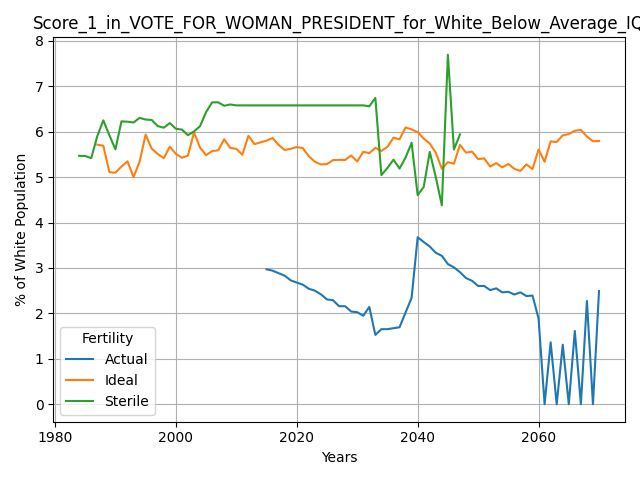 Score_1_in_VOTE_FOR_WOMAN_PRESIDENT_for_White_Below_Average_IQ
8
7
6
5
4
3
2
1
0
% of White Population
Fertility
Actual
Ideal
Sterile
1980
2000
2020
2040
2060
Years